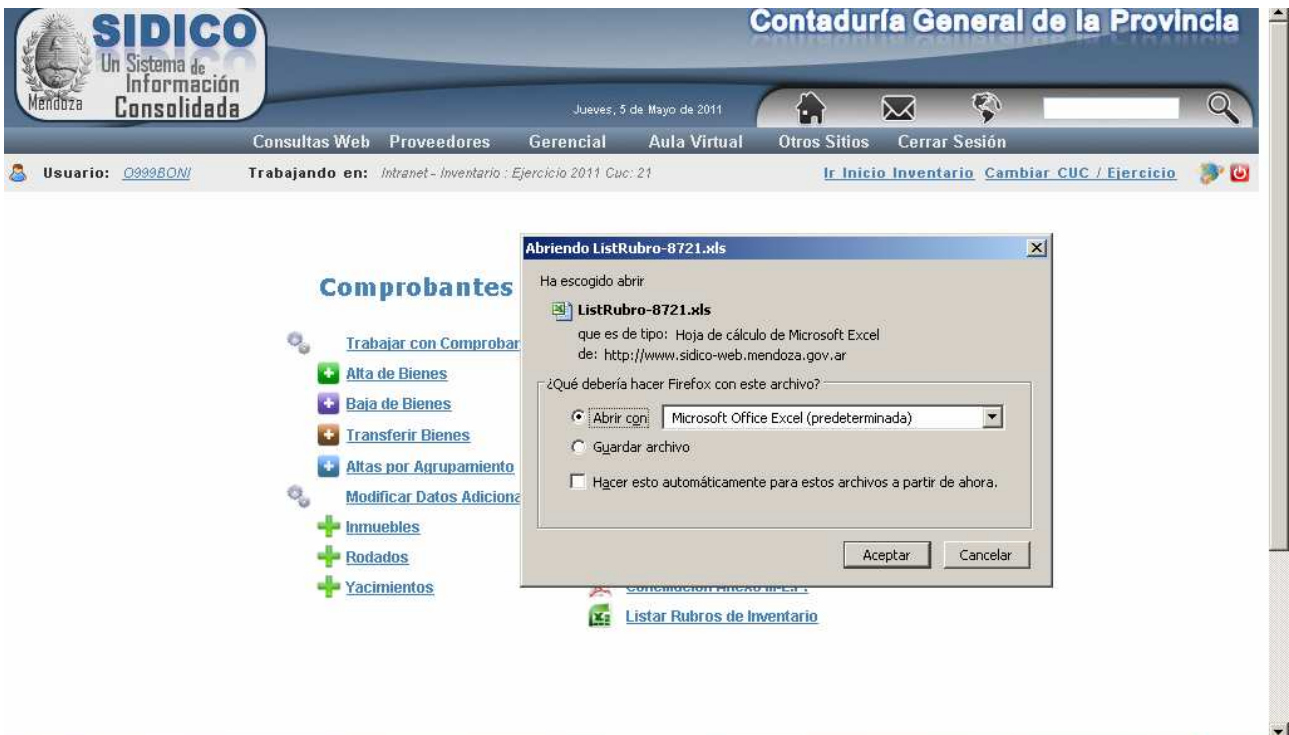 SIDICO
Un Sistema de
Información
Consolidada
Mendoza
Contaduría General de la Provincia
Jueves, 5 de Mayo de 2011
Consultas Web Proveedores Gerencial Aula Virtual Otros Sitios Cerrar Sesión
Usuario: O999BONI Trabajando en: Intranet - Inventario : Ejercicio 2011 Cuc: 21 Ir Inicio Inventario Cambiar CUC / Ejercicio
Comprobantes
Trabajar con Comprobar
Alta de Bienes
Baja de Bienes
Transferir Bienes
Altas por Agrupamiento
Modificar Datos Adiciona
Inmuebles
Rodados
Yacimientos
Abriendo ListRubro-8721.xls
Ha escogido abrir
ListRubro-8721.xls
que es de tipo: Hoja de cálculo de Microsoft Excel
de: http://www.sidico-web.mendoza.gov.ar
¿Qué debería hacer Firefox con este archivo?
Abrir con Microsoft Office Excel (predeterminada)
Guardar archivo
Hacer esto automáticamente para estos archivos a partir de ahora.
Aceptar Cancelar
Listar Rubros de Inventario